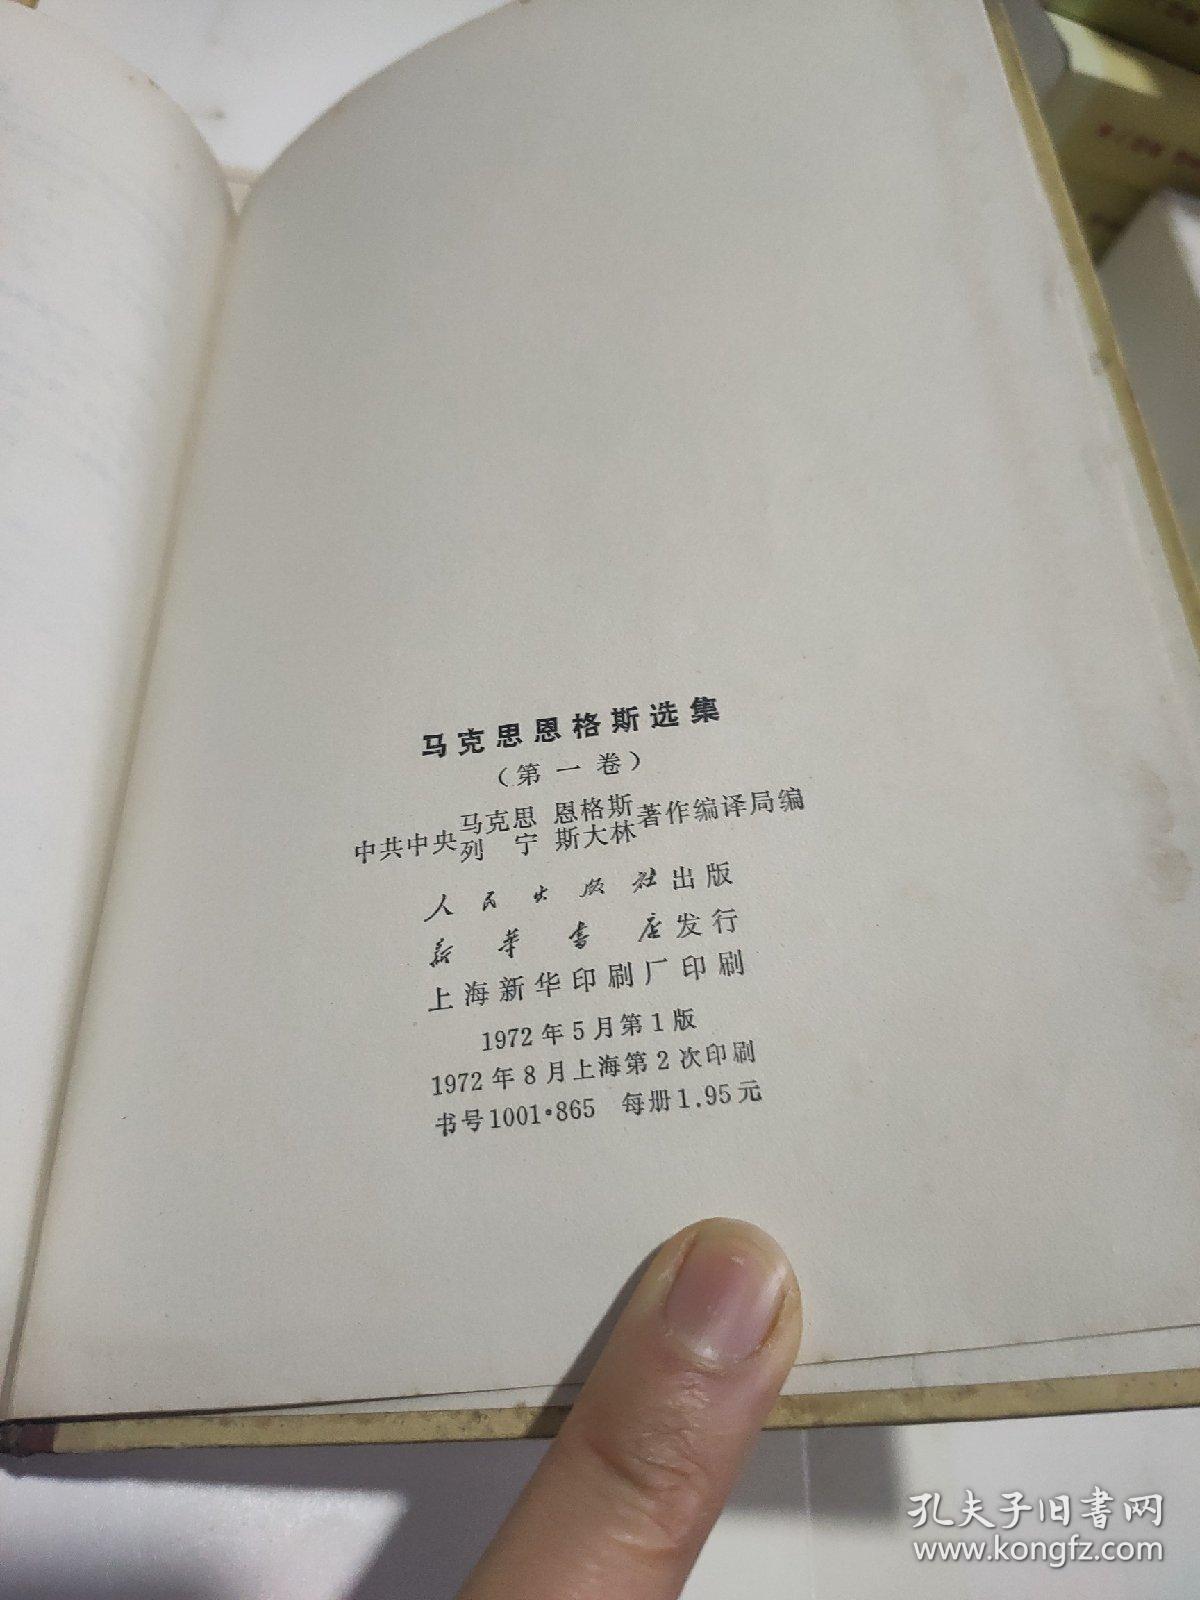 马克思恩格斯选集
（第一卷）
中共中央马克思 恩格斯著作编译局编
列 宁 斯大林
人民出版社出版
新华书店发行
上海新华印刷厂印刷
1972年5月第1版
1972年8月上海第2次印刷
书号1001·865 每册1.95元
孔夫子旧书网
www.kongfz.com